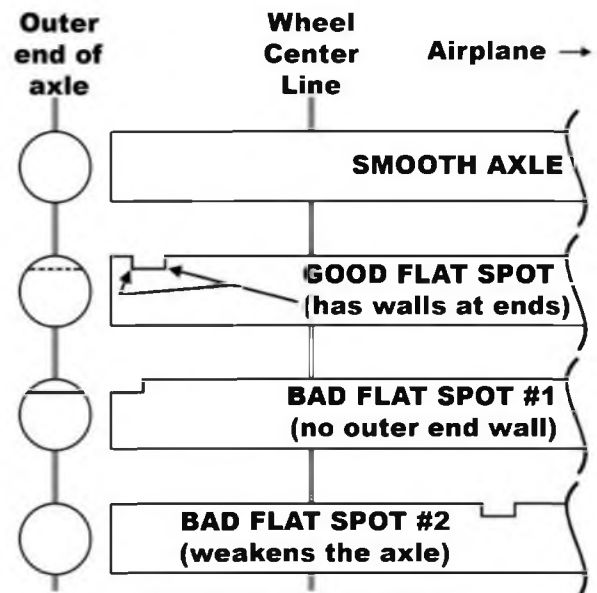 Outer
end of
axle
Wheel
Center
Line
Airplane →
SMOOTH AXLE
GOOD FLAT SPOT
(has walls at ends)
BAD FLAT SPOT #1
(no outer end wall)
BAD FLAT SPOT #2
(weakens the axle)